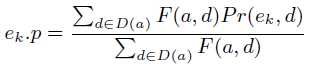 $e_k.p = \frac{\sum_{d \in D(a)} F(a,d) Pr(e_k,d)}{\sum_{d \in D(a)} F(a,d)}$